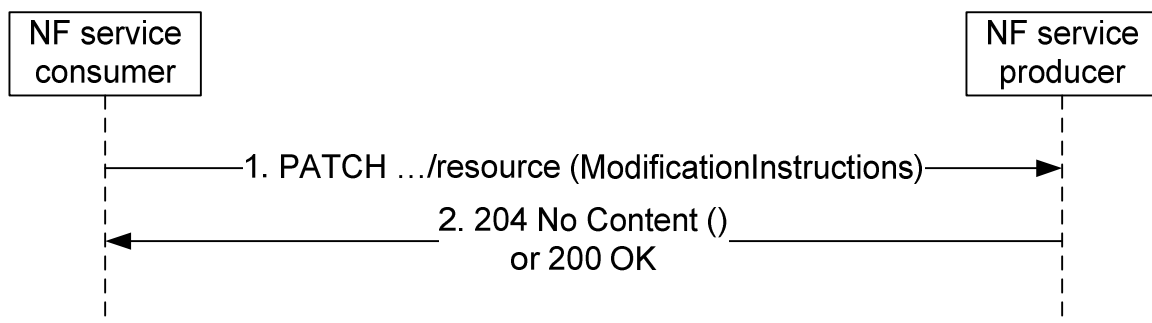 NF service
consumer
NF service
producer
1. PATCH …/resource (ModificationInstructions)
2. 204 No Content ()
or 200 OK